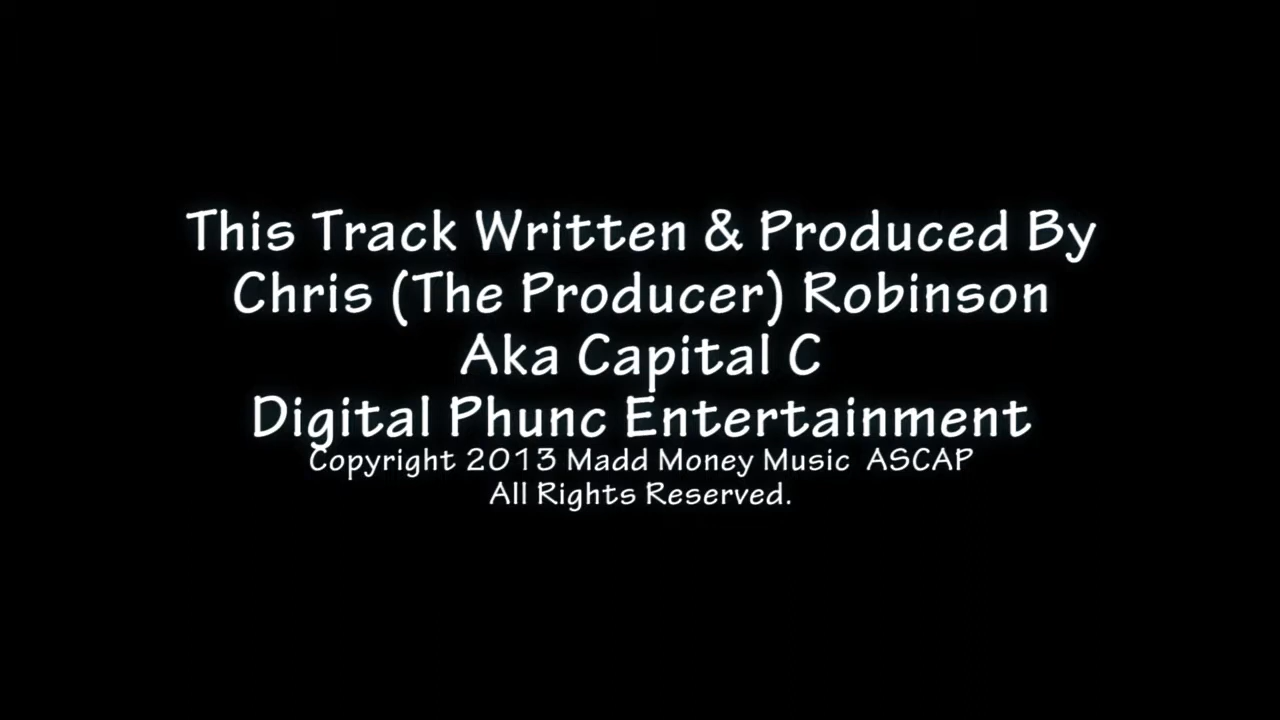 This Track Written & Produced By
Chris (The Producer) Robinson
Aka Capital C
Digital Phunc Entertainment
Copyright 2013 Madd Money Music  ASCAP
All Rights Reserved.